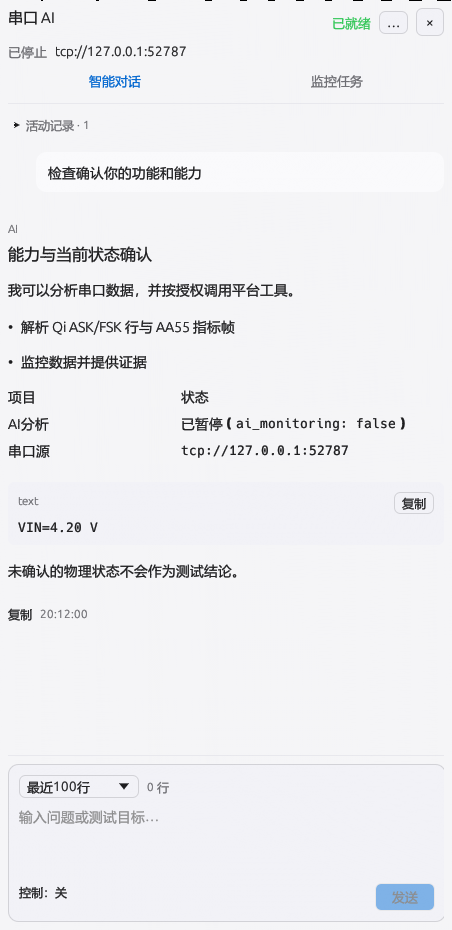 串口 AI 已就绪 … ×
已停止 tcp://127.0.0.1:52787
智能对话 监控任务
▸ 活动记录 · 1
检查确认你的功能和能力
AI
能力与当前状态确认
我可以分析串口数据，并按授权调用平台工具。
• 解析 Qi ASK/FSK 行与 AA55 指标帧
• 监控数据并提供证据
项目 状态
AI分析 已暂停（ai_monitoring: false）
串口源 tcp://127.0.0.1:52787
text 复制
VIN=4.20 V
未确认的物理状态不会作为测试结论。
复制 20:12:00
最近100行 ▼ 0 行
输入问题或测试目标…
控制：关 发送